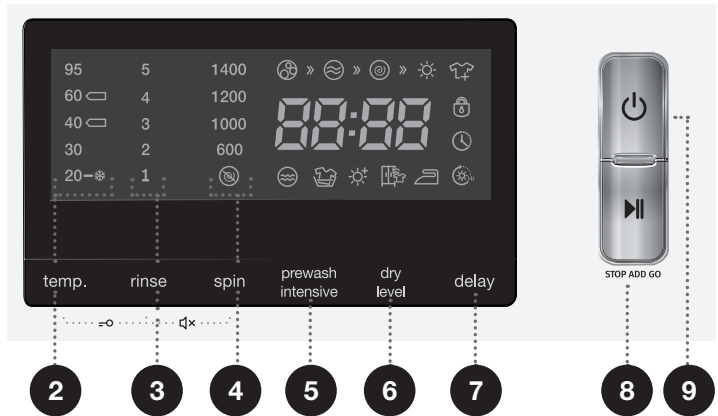 95 5 1400
60 4 1200
40 3 1000
30 2 600
20 1
88:88
temp. rinse spin prewash intensive dry level delay
STOP ADD GO
2 3 4 5 6 7 8 9